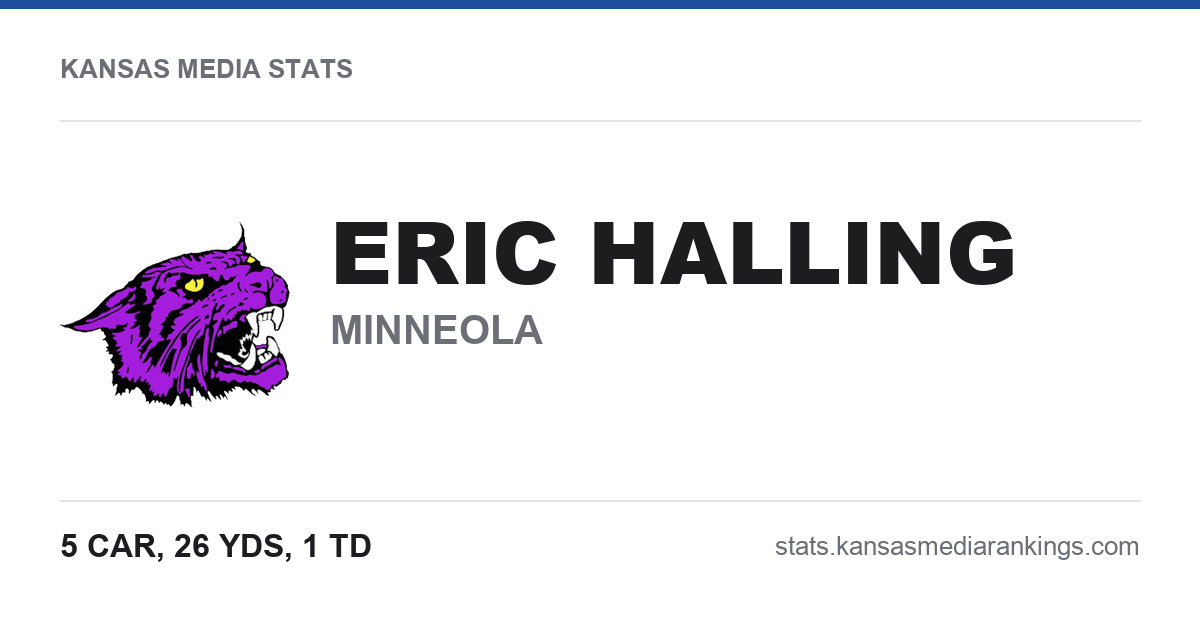 KANSAS MEDIA STATS
ERIC HALLING
MINNEOLA
5 CAR, 26 YDS, 1 TD
stats.kansasmediarankings.com